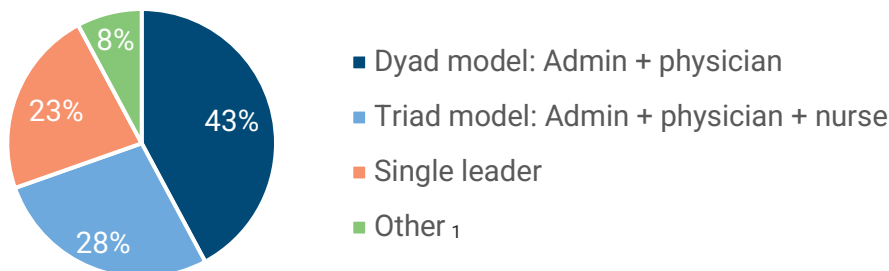 8%
Dyad model: Admin + physician
23%
43%
Triad model: Admin + physician + nurse
Single leader
Other 1
28%